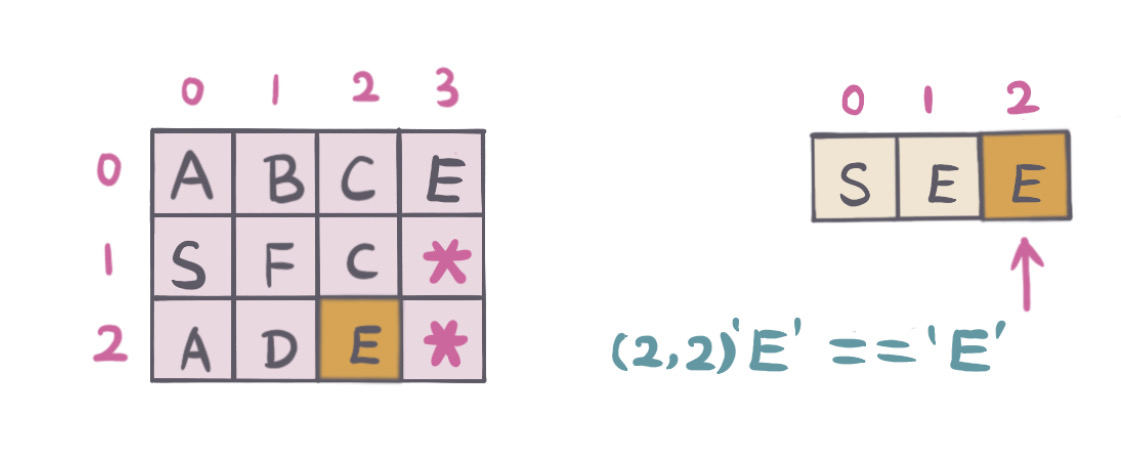 0 1 2 3
0 A B C E
1 S F C *
2 A D E *
0 1 2
S E E
(2,2)'E' == 'E'